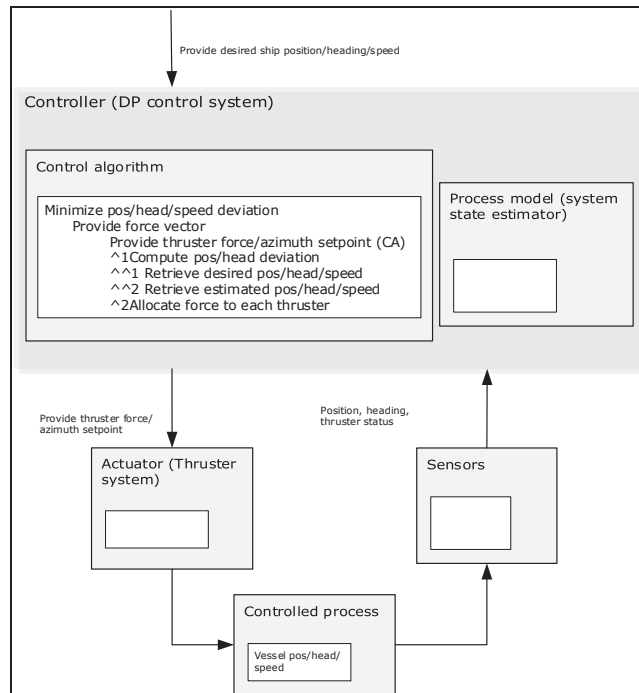 Provide desired ship position/heading/speed
Controller (DP control system)
Control algorithm
Minimize pos/head/speed deviation
Provide force vector
Provide thruster force/azimuth setpoint (CA)
^1Compute pos/head deviation
^^1 Retrieve desired pos/head/speed
^^2 Retrieve estimated pos/head/speed
^2Allocate force to each thruster
Process model (system
state estimator)
Provide thruster force/
azimuth setpoint
Position, heading,
thruster status
Actuator (Thruster
system)
Sensors
Controlled process
Vessel pos/head/
speed